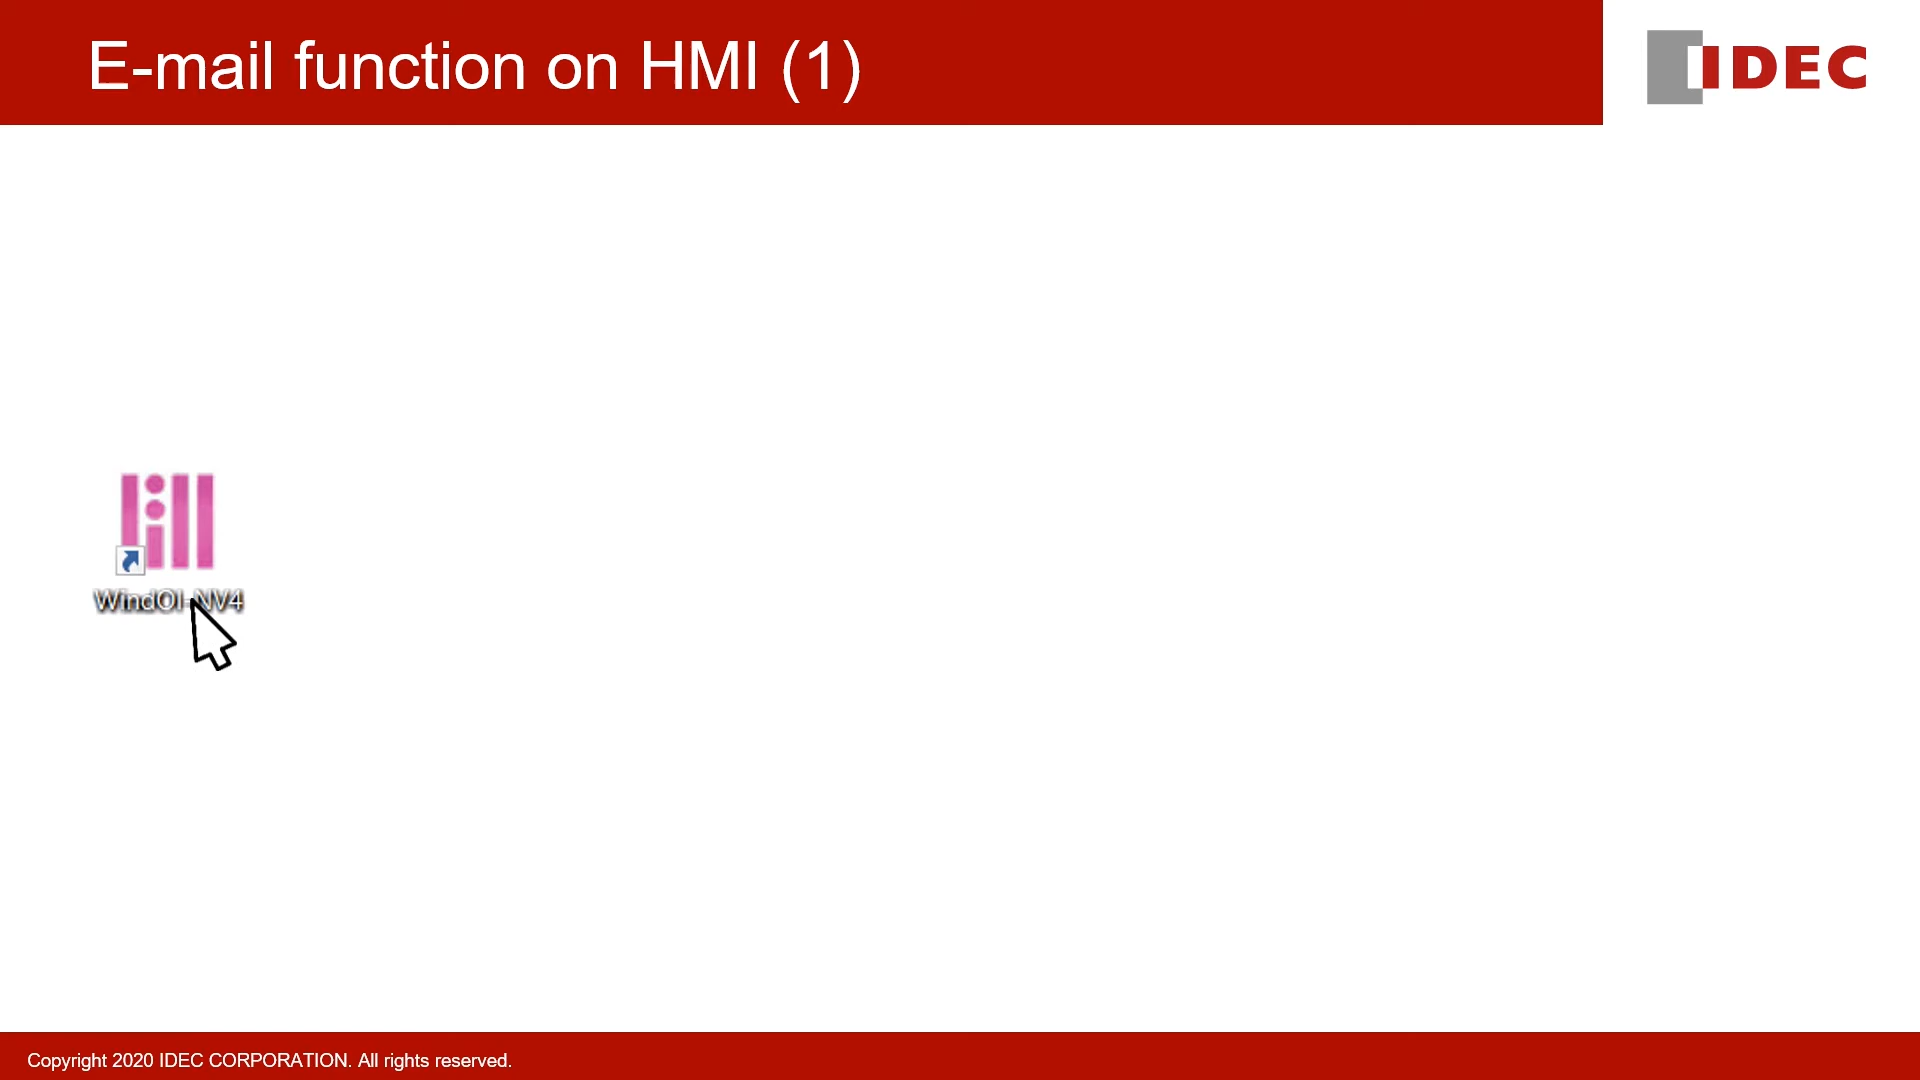 E-mail function on HMI (1)
IDEC
WindOI-NV4
Copyright 2020 IDEC CORPORATION. All rights reserved.